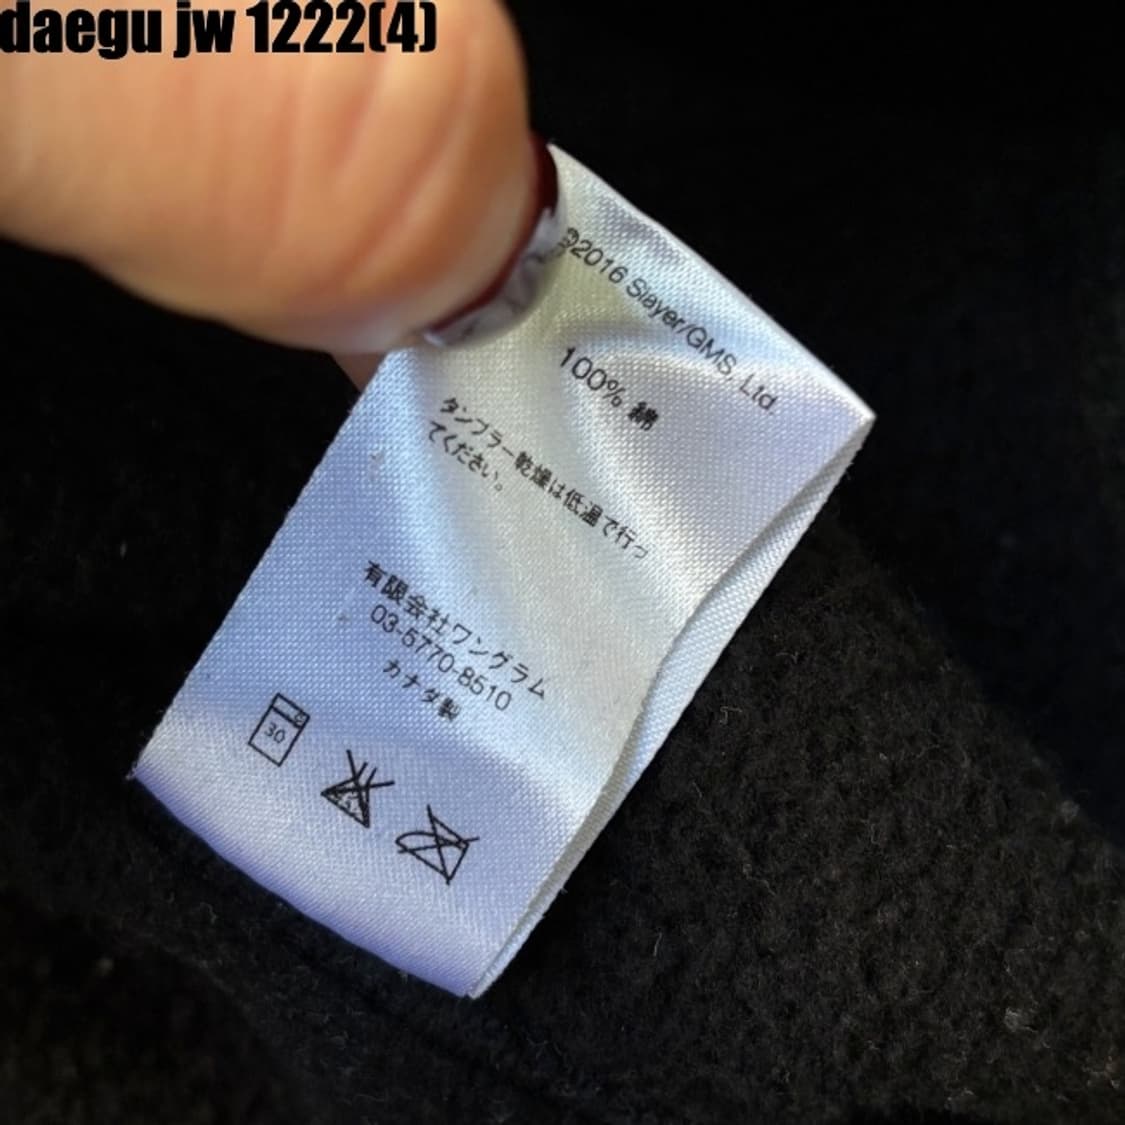 daegu jw 1222(4)
©2016 Slayer/GMS, Ltd.
100% 綿
タンブラー乾燥は低温で行っ
てください。
有限会社ワングラム
03-5770-8510
カナダ製
30